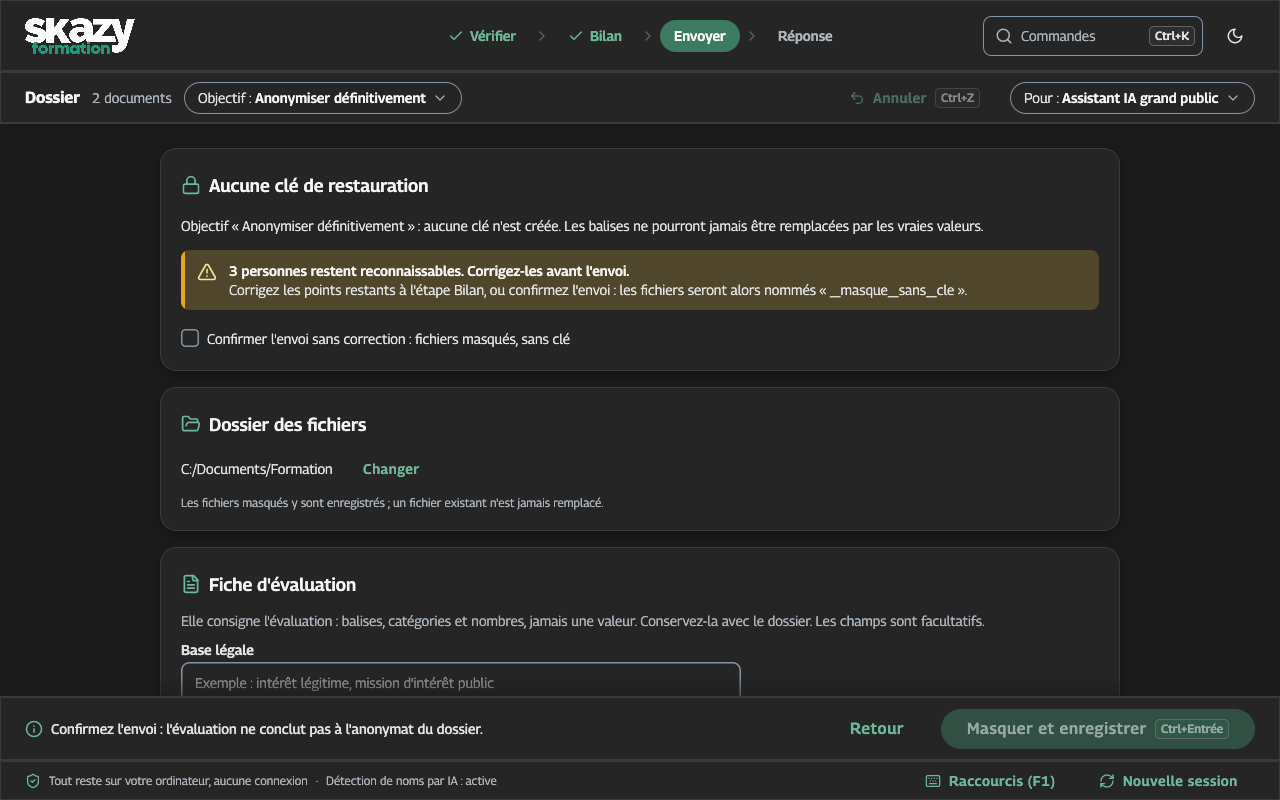 skazy
formation
Vérifier
Bilan
Envoyer
Réponse
Commandes
Ctrl+K
Dossier
2 documents
Objectif : Anonymiser définitivement
Annuler
Ctrl+Z
Pour : Assistant IA grand public
Aucune clé de restauration
Objectif « Anonymiser définitivement » : aucune clé n'est créée. Les balises ne pourront jamais être remplacées par les vraies valeurs.
3 personnes restent reconnaissables. Corrigez-les avant l'envoi.
Corrigez les points restants à l'étape Bilan, ou confirmez l'envoi : les fichiers seront alors nommés « _masque_sans_cle ».
Confirmer l'envoi sans correction : fichiers masqués, sans clé
Dossier des fichiers
C:/Documents/Formation
Changer
Les fichiers masqués y sont enregistrés ; un fichier existant n'est jamais remplacé.
Fiche d'évaluation
Elle consigne l'évaluation : balises, catégories et nombres, jamais une valeur. Conservez-la avec le dossier. Les champs sont facultatifs.
Base légale
Exemple : intérêt légitime, mission d'intérêt public
Confirmez l'envoi : l'évaluation ne conclut pas à l'anonymat du dossier.
Retour
Masquer et enregistrer
Ctrl+Entrée
Tout reste sur votre ordinateur, aucune connexion · Détection de noms par IA : active
Raccourcis (F1)
Nouvelle session